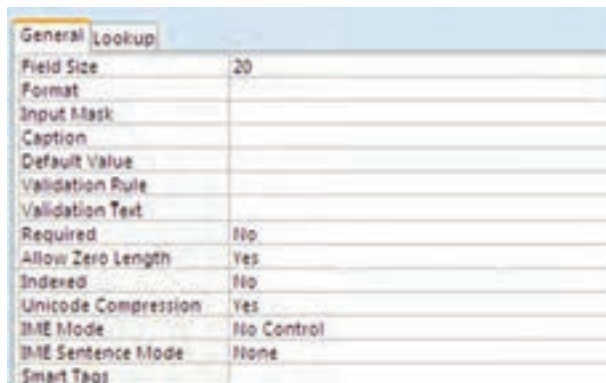 General Lookup
Field Size 20
Format
Input Mask
Caption
Default Value
Validation Rule
Validation Text
Required No
Allow Zero Length Yes
Indexed No
Unicode Compression Yes
IME Mode No Control
IME Sentence Mode None
Smart Tags